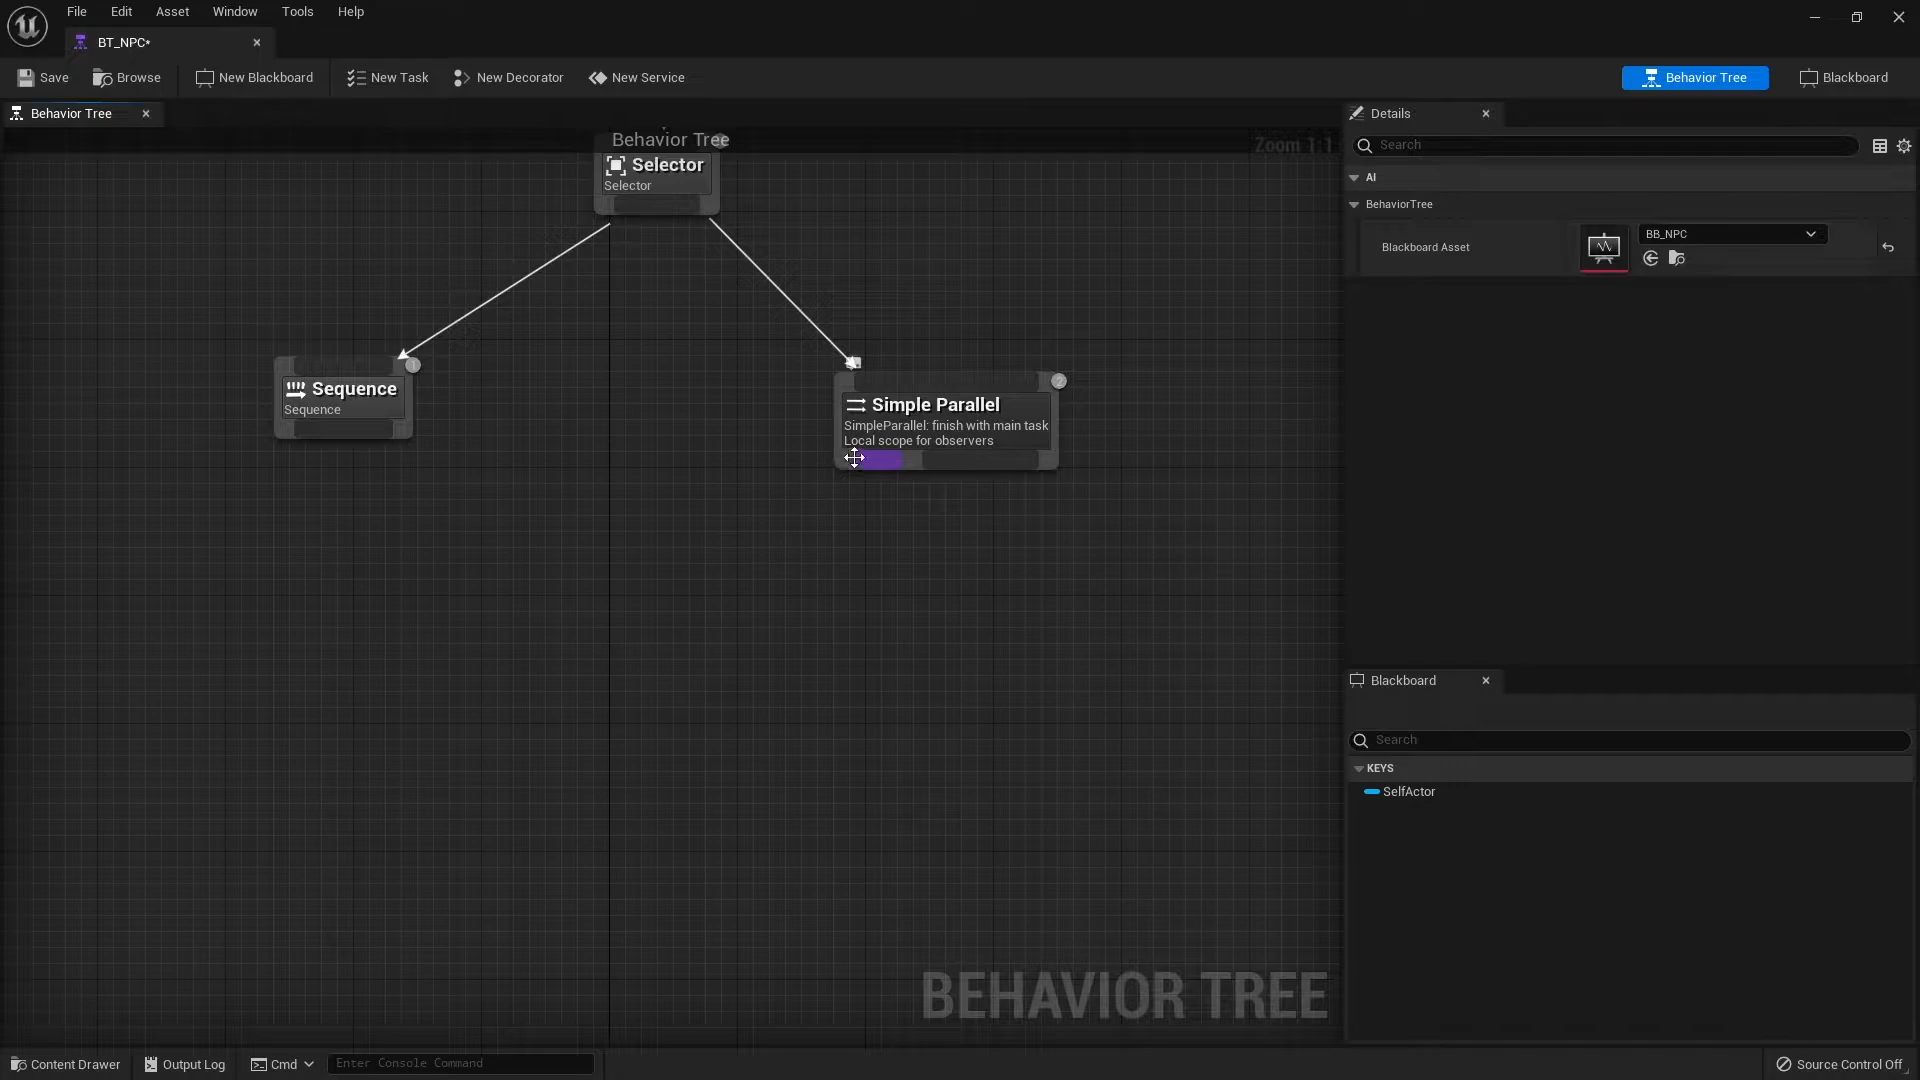 File Edit Asset Window Tools Help
BT_NPC*
Save Browse New Blackboard New Task New Decorator New Service Behavior Tree Blackboard
Behavior Tree
Details
Behavior Tree
Zoom 1:1
Search
Selector
Selector
AI
BehaviorTree
Blackboard Asset
BB_NPC
1
Sequence
Sequence
2
Simple Parallel
SimpleParallel: finish with main task
Local scope for observers
Blackboard
Search
KEYS
SelfActor
BEHAVIOR TREE
Content Drawer Output Log Cmd Enter Console Command Source Control Off